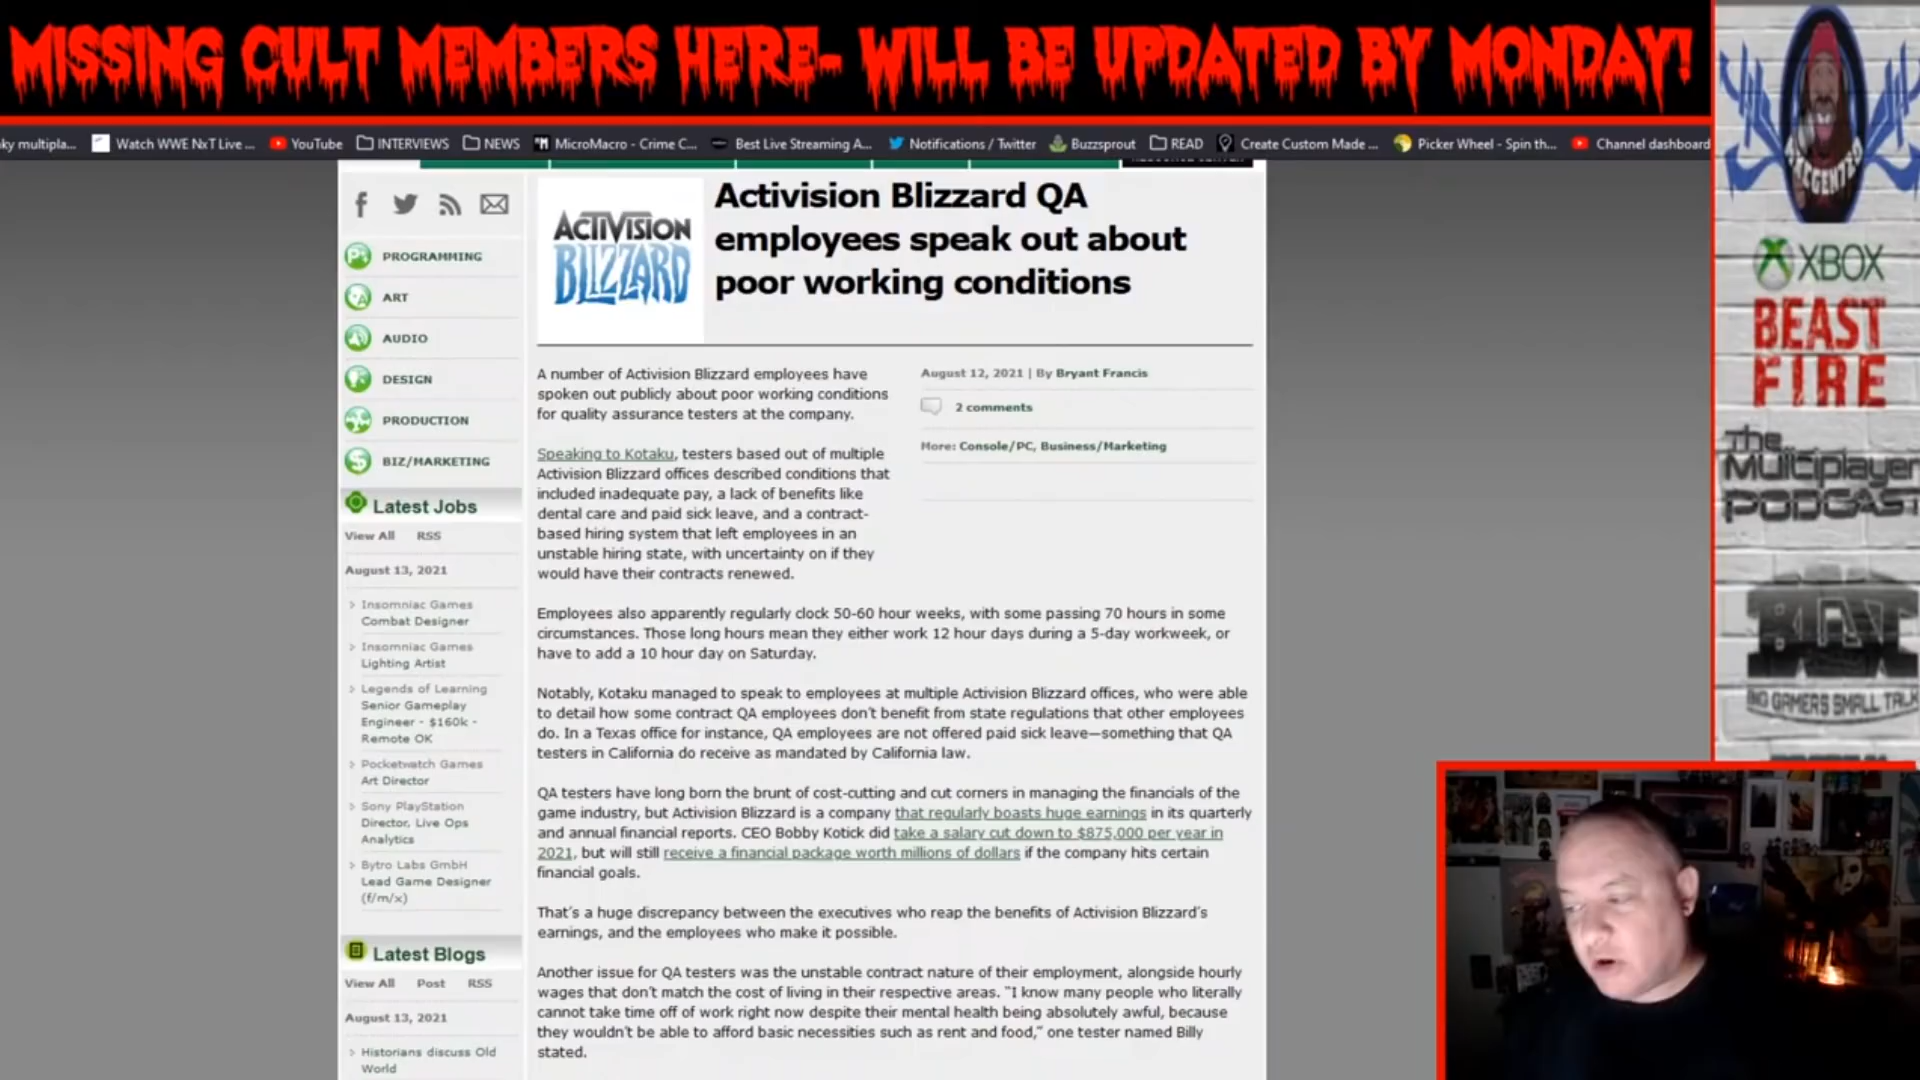 MISSING CULT MEMBERS HERE- WILL BE UPDATED BY MONDAY!
ky multipla...
Watch WWE NxT Live ...
YouTube
INTERVIEWS
NEWS
MicroMacro - Crime C...
Best Live Streaming A...
Notifications / Twitter
Buzzsprout
READ
Create Custom Made ...
Picker Wheel - Spin th...
Channel dashboard
PROGRAMMING
ART
AUDIO
DESIGN
PRODUCTION
BIZ/MARKETING
Latest Jobs
View All RSS
August 13, 2021
Insomniac Games
Combat Designer
Insomniac Games
Lighting Artist
Legends of Learning
Senior Gameplay
Engineer - $160k -
Remote OK
Pocketwatch Games
Art Director
Sony PlayStation
Director, Live Ops
Analytics
Bytro Labs GmbH
Lead Game Designer
(f/m/x)
Latest Blogs
View All Post RSS
August 13, 2021
Historians discuss Old
World
ACTIVISION
BLIZZARD
Activision Blizzard QA
employees speak out about
poor working conditions
August 12, 2021 | By Bryant Francis
2 comments
More: Console/PC, Business/Marketing
A number of Activision Blizzard employees have
spoken out publicly about poor working conditions
for quality assurance testers at the company.
Speaking to Kotaku, testers based out of multiple
Activision Blizzard offices described conditions that
included inadequate pay, a lack of benefits like
dental care and paid sick leave, and a contract-
based hiring system that left employees in an
unstable hiring state, with uncertainty on if they
would have their contracts renewed.
Employees also apparently regularly clock 50-60 hour weeks, with some passing 70 hours in some
circumstances. Those long hours mean they either work 12 hour days during a 5-day workweek, or
have to add a 10 hour day on Saturday.
Notably, Kotaku managed to speak to employees at multiple Activision Blizzard offices, who were able
to detail how some contract QA employees don't benefit from state regulations that other employees
do. In a Texas office for instance, QA employees are not offered paid sick leave—something that QA
testers in California do receive as mandated by California law.
QA testers have long born the brunt of cost-cutting and cut corners in managing the financials of the
game industry, but Activision Blizzard is a company that regularly boasts huge earnings in its quarterly
and annual financial reports. CEO Bobby Kotick did take a salary cut down to $875,000 per year in
2021, but will still receive a financial package worth millions of dollars if the company hits certain
financial goals.
That's a huge discrepancy between the executives who reap the benefits of Activision Blizzard's
earnings, and the employees who make it possible.
Another issue for QA testers was the unstable contract nature of their employment, alongside hourly
wages that don't match the cost of living in their respective areas. "I know many people who literally
cannot take time off of work right now despite their mental health being absolutely awful, because
they wouldn't be able to afford basic necessities such as rent and food," one tester named Billy
stated.
XBOX
BEAST
FIRE
The
Multiplayer
PODCAST
BIG GAMERS SMALL TALK